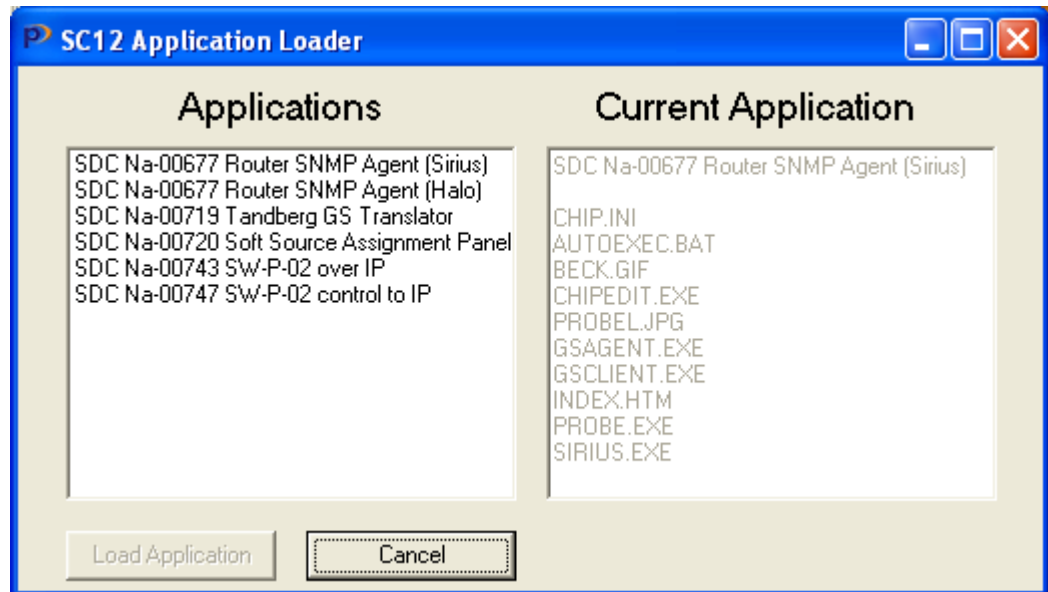 SC12 Application Loader
Applications
SDC Na-00677 Router SNMP Agent (Sirius)
SDC Na-00677 Router SNMP Agent (Halo)
SDC Na-00719 Tandberg GS Translator
SDC Na-00720 Soft Source Assignment Panel
SDC Na-00743 SW-P-02 over IP
SDC Na-00747 SW-P-02 control to IP
Current Application
SDC Na-00677 Router SNMP Agent (Sirius)
CHIP.INI
AUTOEXEC.BAT
BECK.GIF
CHIPEDIT.EXE
PROBEL.JPG
GSAGENT.EXE
GSCLIENT.EXE
INDEX.HTM
PROBE.EXE
SIRIUS.EXE
Load Application
Cancel